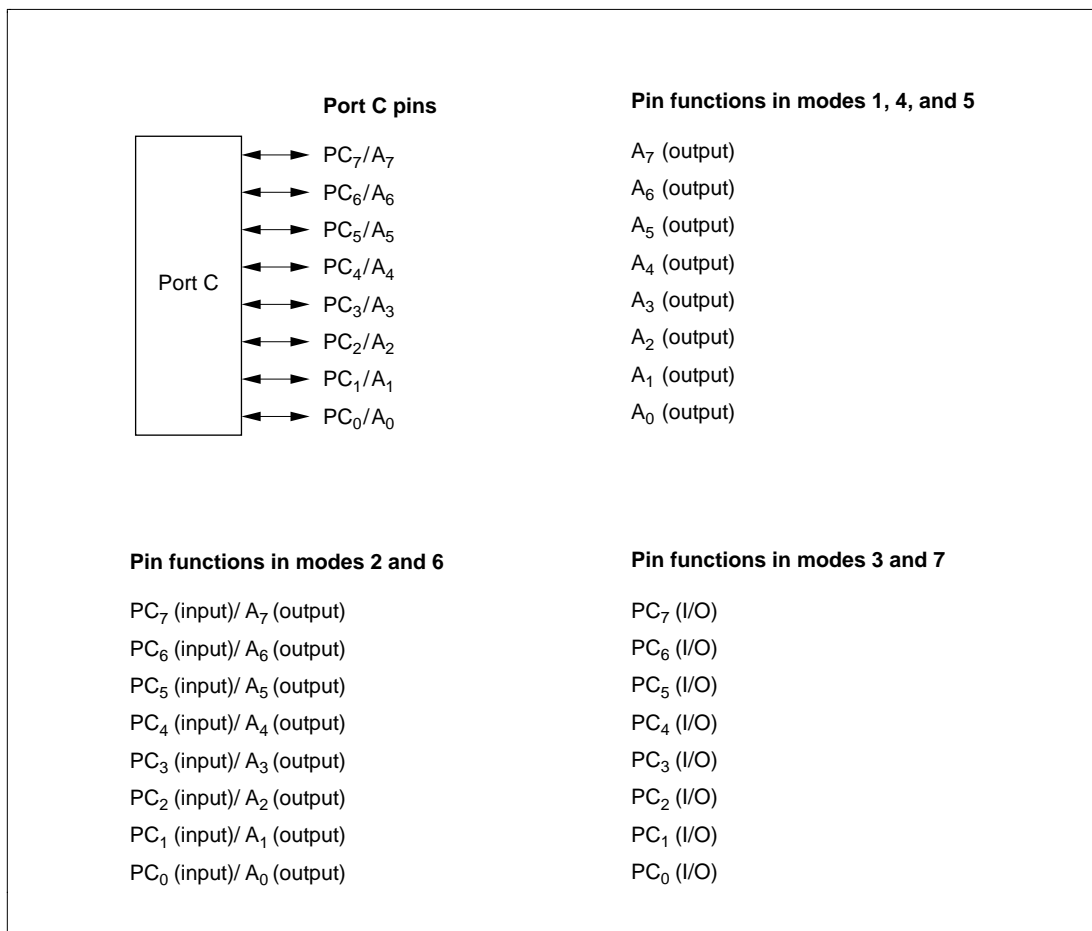 Port C pins
Pin functions in modes 1, 4, and 5
Port C
PC7/A7
A7 (output)
PC6/A6
A6 (output)
PC5/A5
A5 (output)
PC4/A4
A4 (output)
PC3/A3
A3 (output)
PC2/A2
A2 (output)
PC1/A1
A1 (output)
PC0/A0
A0 (output)
Pin functions in modes 2 and 6
PC7 (input)/ A7 (output)
PC6 (input)/ A6 (output)
PC5 (input)/ A5 (output)
PC4 (input)/ A4 (output)
PC3 (input)/ A3 (output)
PC2 (input)/ A2 (output)
PC1 (input)/ A1 (output)
PC0 (input)/ A0 (output)
Pin functions in modes 3 and 7
PC7 (I/O)
PC6 (I/O)
PC5 (I/O)
PC4 (I/O)
PC3 (I/O)
PC2 (I/O)
PC1 (I/O)
PC0 (I/O)